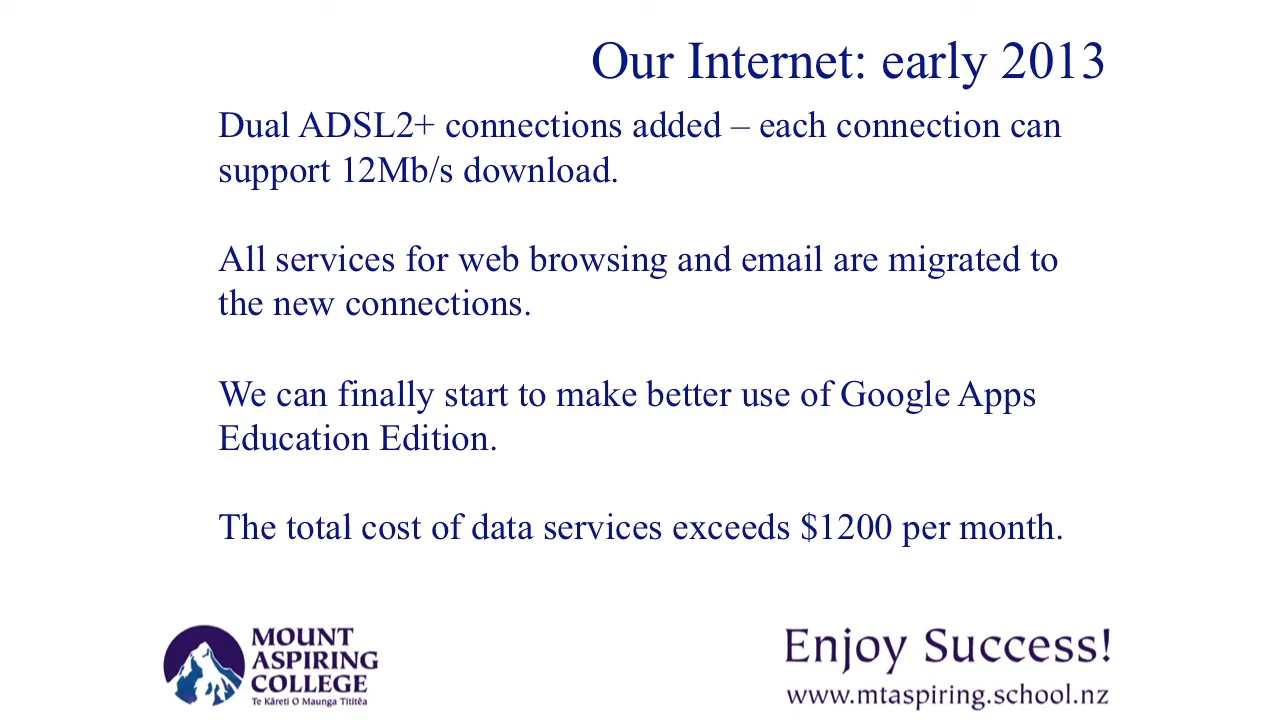 Our Internet: early 2013
Dual ADSL2+ connections added – each connection can
support 12Mb/s download.
All services for web browsing and email are migrated to
the new connections.
We can finally start to make better use of Google Apps
Education Edition.
The total cost of data services exceeds $1200 per month.
MOUNT
ASPIRING
COLLEGE
Te Kāreti O Maunga Tititēa
Enjoy Success!
www.mtaspiring.school.nz